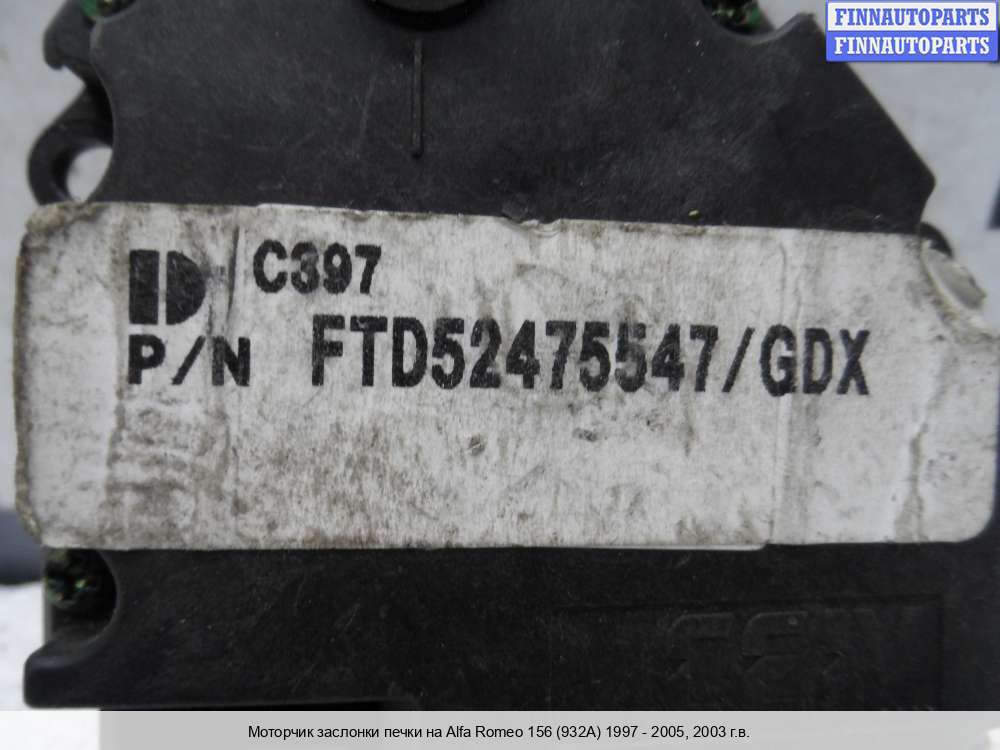 FINNAUTOPARTS
FINNAUTOPARTS
C397
P/N FTD52475547/GDX
Моторчик заслонки печки на Alfa Romeo 156 (932A) 1997 - 2005, 2003 г.в.